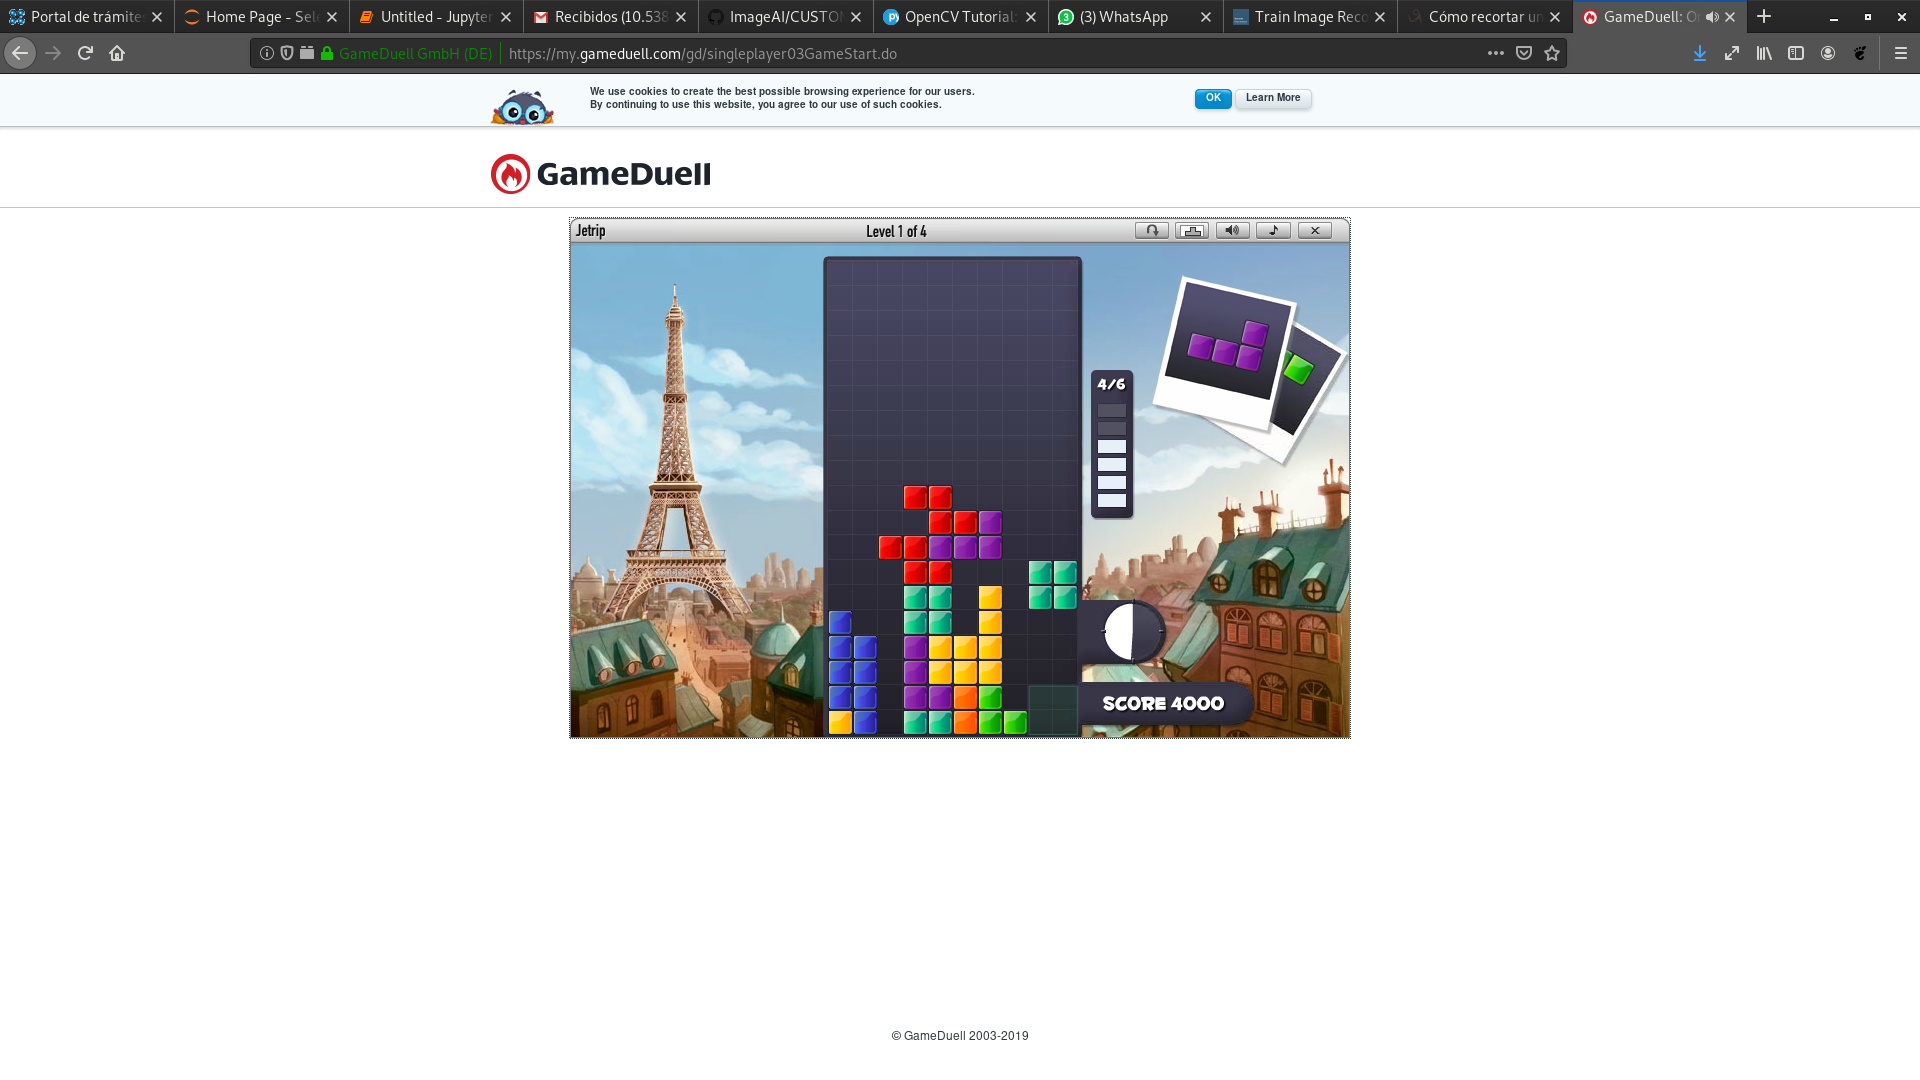 Portal de trámite
Home Page - Sele
Untitled - Jupyter
Recibidos (10.538
ImageAI/CUSTO
OpenCV Tutorial:
(3) WhatsApp
Train Image Reco
Cómo recortar un
GameDuell: O
GameDuell GmbH (DE)
https://my.gameduell.com/gd/singleplayer03GameStart.do
We use cookies to create the best possible browsing experience for our users.
By continuing to use this website, you agree to our use of such cookies.
OK
Learn More
GameDuell
Jetrip
Level 1 of 4
4/6
SCORE 4000
© GameDuell 2003-2019